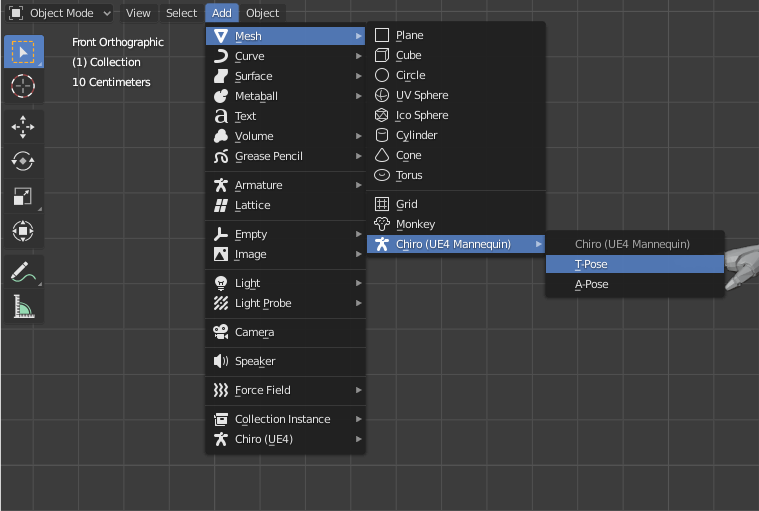 Object Mode View Select Add Object
Front Orthographic
(1) Collection
10 Centimeters
Mesh
Curve
Surface
Metaball
Text
Volume
Grease Pencil
Armature
Lattice
Empty
Image
Light
Light Probe
Camera
Speaker
Force Field
Collection Instance
Chiro (UE4)
Plane
Cube
Circle
UV Sphere
Ico Sphere
Cylinder
Cone
Torus
Grid
Monkey
Chiro (UE4 Mannequin)
Chiro (UE4 Mannequin)
T-Pose
A-Pose